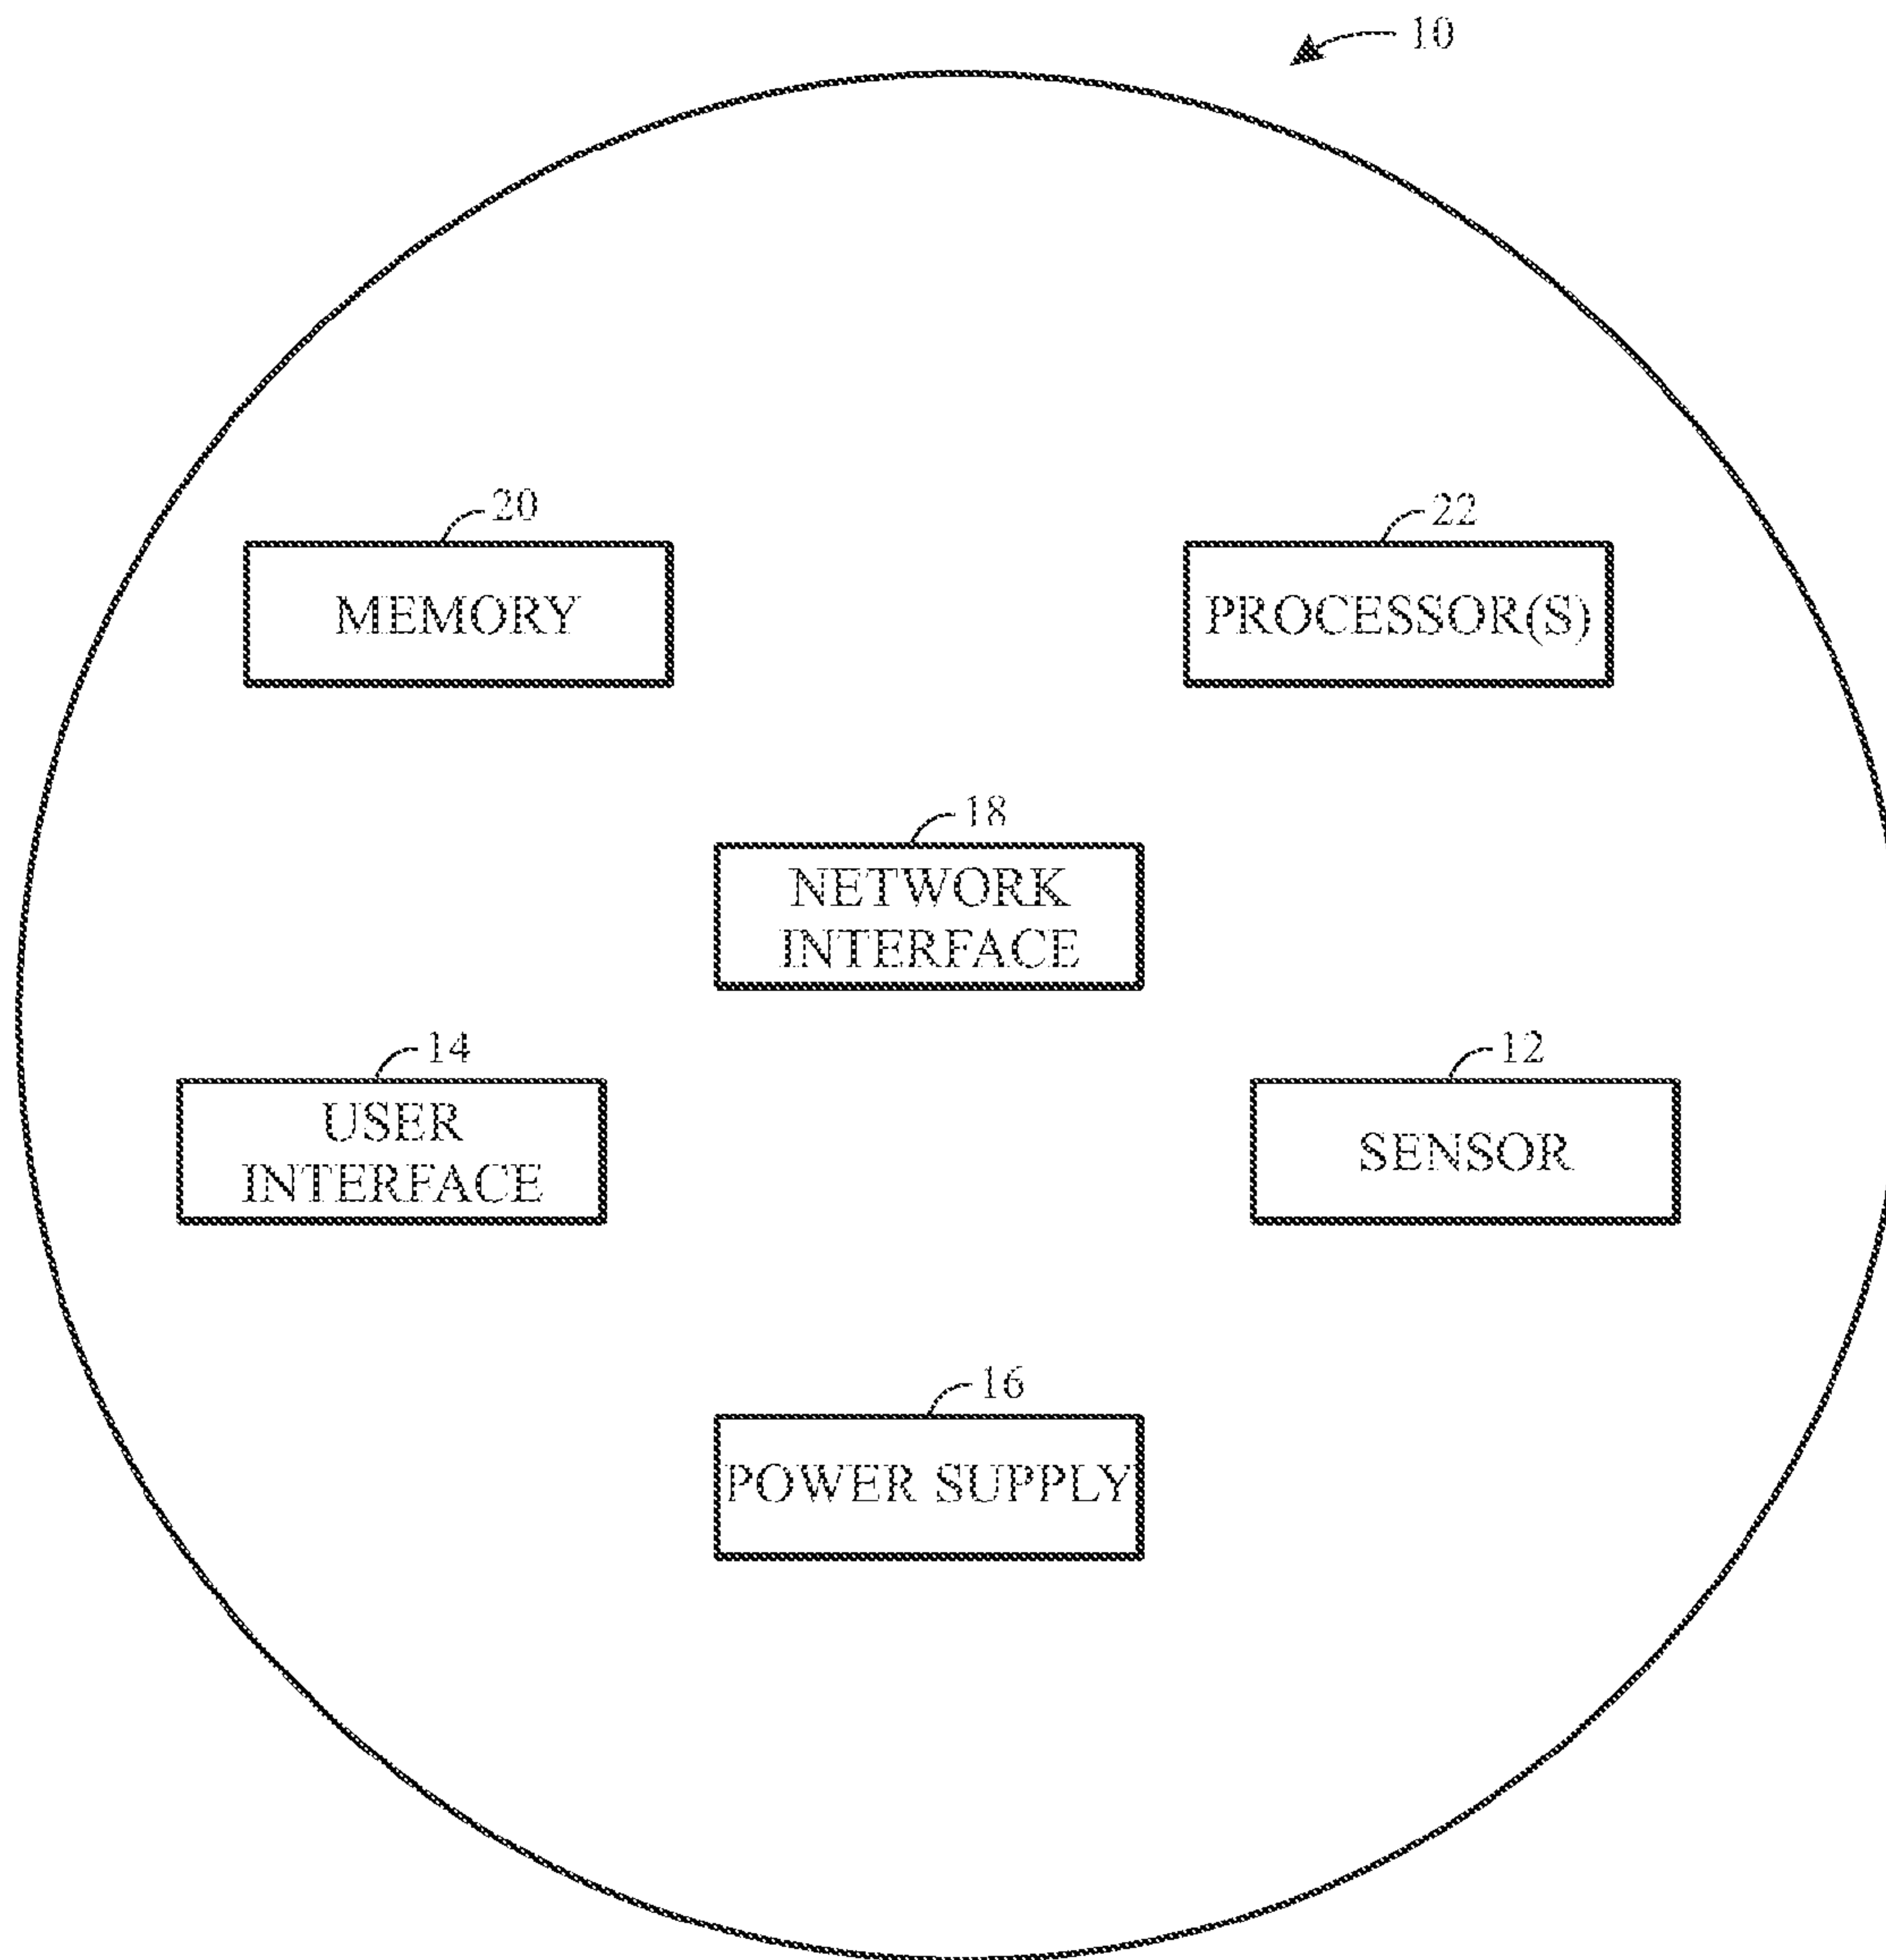 10
20
22
MEMORY
PROCESSOR(S)
18
NETWORK
INTERFACE
14
12
USER
INTERFACE
SENSOR
16
POWER SUPPLY